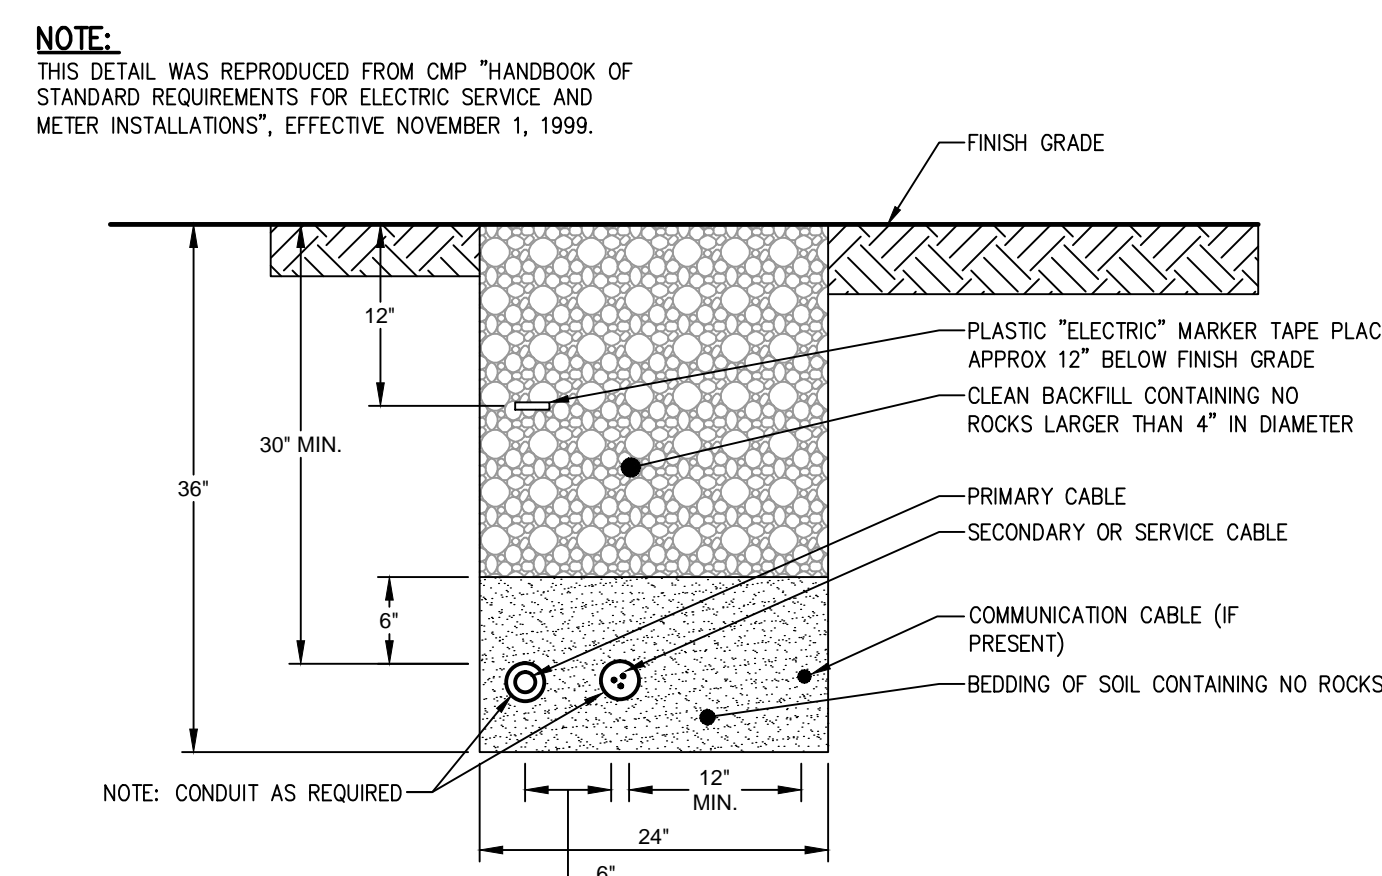 NOTE:
THIS DETAIL WAS REPRODUCED FROM CMP "HANDBOOK OF
STANDARD REQUIREMENTS FOR ELECTRIC SERVICE AND
METER INSTALLATIONS", EFFECTIVE NOVEMBER 1, 1999.
FINISH GRADE
12"
PLASTIC "ELECTRIC" MARKER TAPE PLAC
APPROX 12" BELOW FINISH GRADE
CLEAN BACKFILL CONTAINING NO
ROCKS LARGER THAN 4" IN DIAMETER
30" MIN.
36"
PRIMARY CABLE
SECONDARY OR SERVICE CABLE
6"
COMMUNICATION CABLE (IF
PRESENT)
BEDDING OF SOIL CONTAINING NO ROCKS
NOTE: CONDUIT AS REQUIRED
12"
MIN.
24"
6"